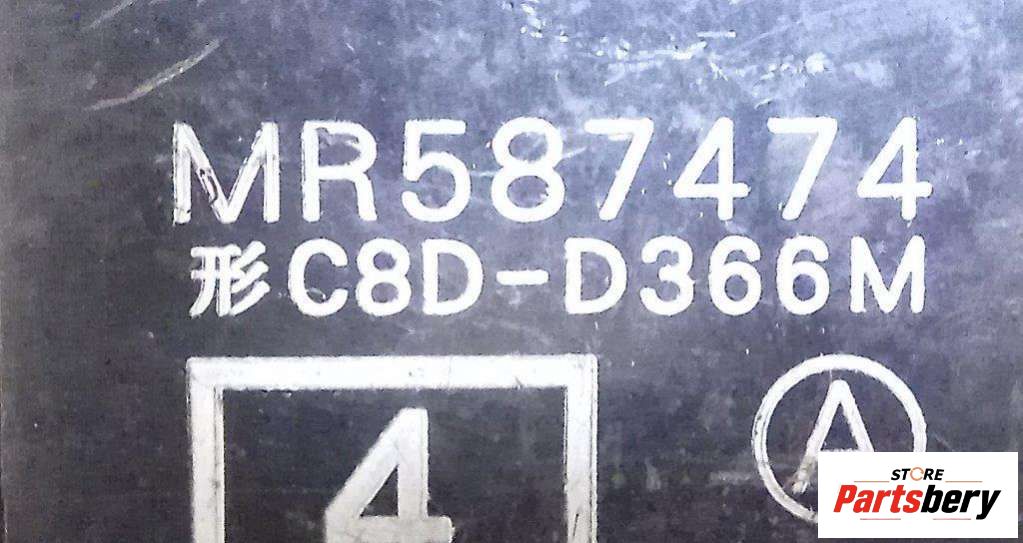 MR587474
形C8D-D366M
4
A
STORE
Partsbery